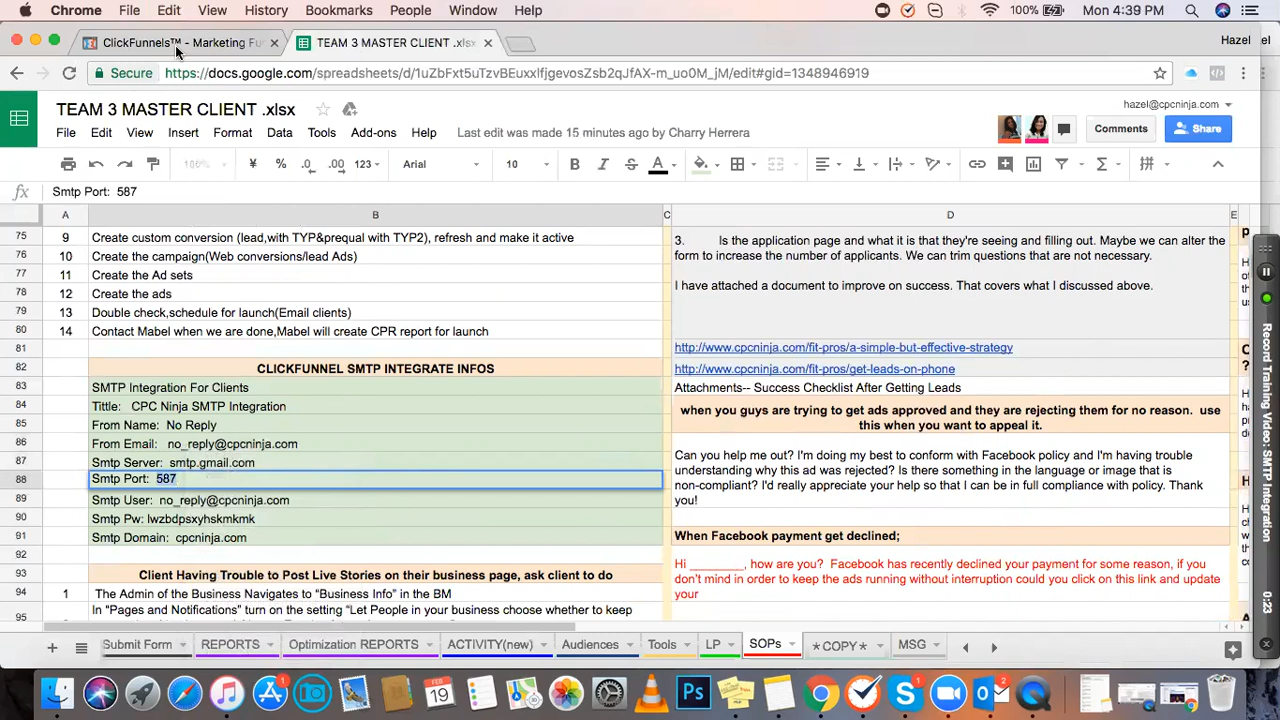 Chrome File Edit View History Bookmarks People Window Help 100% Mon 4:39 PM
ClickFunnels™ - Marketing Fu TEAM 3 MASTER CLIENT .xlsx Hazel
Secure https://docs.google.com/spreadsheets/d/1uZbFxt5uTzvBEuxxlfjgevosZsb2qJfAX-m_uo0M_jM/edit#gid=1348946919
TEAM 3 MASTER CLIENT .xlsx
hazel@cpcninja.com
File Edit View Insert Format Data Tools Add-ons Help Last edit was made 15 minutes ago by Charry Herrera
Comments Share
100% ¥ % .0 .00 123 Arial 10 B I S A
fx Smtp Port: 587
A B C D E
75 9 Create custom conversion (lead,with TYP&prequal with TYP2), refresh and make it active
76 10 Create the campaign(Web conversions/lead Ads)
77 11 Create the Ad sets
78 12 Create the ads
79 13 Double check,schedule for launch(Email clients)
80 14 Contact Mabel when we are done,Mabel will create CPR report for launch
81
82 CLICKFUNNEL SMTP INTEGRATE INFOS
83 SMTP Integration For Clients
84 Tittle: CPC Ninja SMTP Integration
85 From Name: No Reply
86 From Email: no_reply@cpcninja.com
87 Smtp Server: smtp.gmail.com
88 Smtp Port: 587
89 Smtp User: no_reply@cpcninja.com
90 Smtp Pw: lwzbdpsxyhskmkmk
91 Smtp Domain: cpcninja.com
92
93 Client Having Trouble to Post Live Stories on their business page, ask client to do
94 1 The Admin of the Business Navigates to “Business Info” in the BM
95 In “Pages and Notifications” turn on the setting “Let People in your business choose whether to keep
3. Is the application page and what it is that they're seeing and filling out. Maybe we can alter the
form to increase the number of applicants. We can trim questions that are not necessary.
I have attached a document to improve on success. That covers what I discussed above.
http://www.cpcninja.com/fit-pros/a-simple-but-effective-strategy
http://www.cpcninja.com/fit-pros/get-leads-on-phone
Attachments-- Success Checklist After Getting Leads
when you guys are trying to get ads approved and they are rejecting them for no reason. use
this when you want to appeal it.
Can you help me out? I'm doing my best to conform with Facebook policy and I'm having trouble
understanding why this ad was rejected? Is there something in the language or image that is
non-compliant? I'd really appreciate your help so that I can be in full compliance with policy. Thank
you!
When Facebook payment get declined;
Hi ________, how are you? Facebook has recently declined your payment for some reason, if you
don't mind in order to keep the ads running without interruption could you click on this link and update
your
Record Training Video: SMTP Integration
0:23
Submit Form REPORTS Optimization REPORTS ACTIVITY(new) Audiences Tools LP SOPs *COPY* MSG
FEB 19 1 Ps 1 2